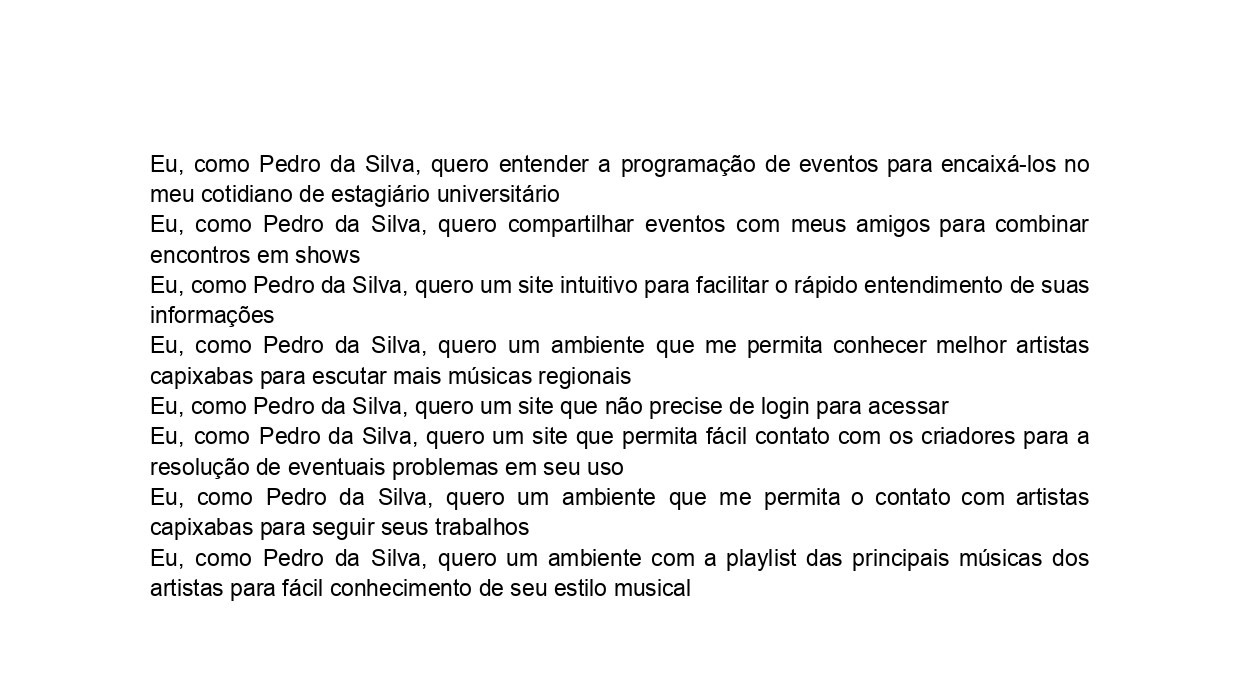 Eu, como Pedro da Silva, quero entender a programação de eventos para encaixá-los no
meu cotidiano de estagiário universitário
Eu, como Pedro da Silva, quero compartilhar eventos com meus amigos para combinar
encontros em shows
Eu, como Pedro da Silva, quero um site intuitivo para facilitar o rápido entendimento de suas
informações
Eu, como Pedro da Silva, quero um ambiente que me permita conhecer melhor artistas
capixabas para escutar mais músicas regionais
Eu, como Pedro da Silva, quero um site que não precise de login para acessar
Eu, como Pedro da Silva, quero um site que permita fácil contato com os criadores para a
resolução de eventuais problemas em seu uso
Eu, como Pedro da Silva, quero um ambiente que me permita o contato com artistas
capixabas para seguir seus trabalhos
Eu, como Pedro da Silva, quero um ambiente com a playlist das principais músicas dos
artistas para fácil conhecimento de seu estilo musical